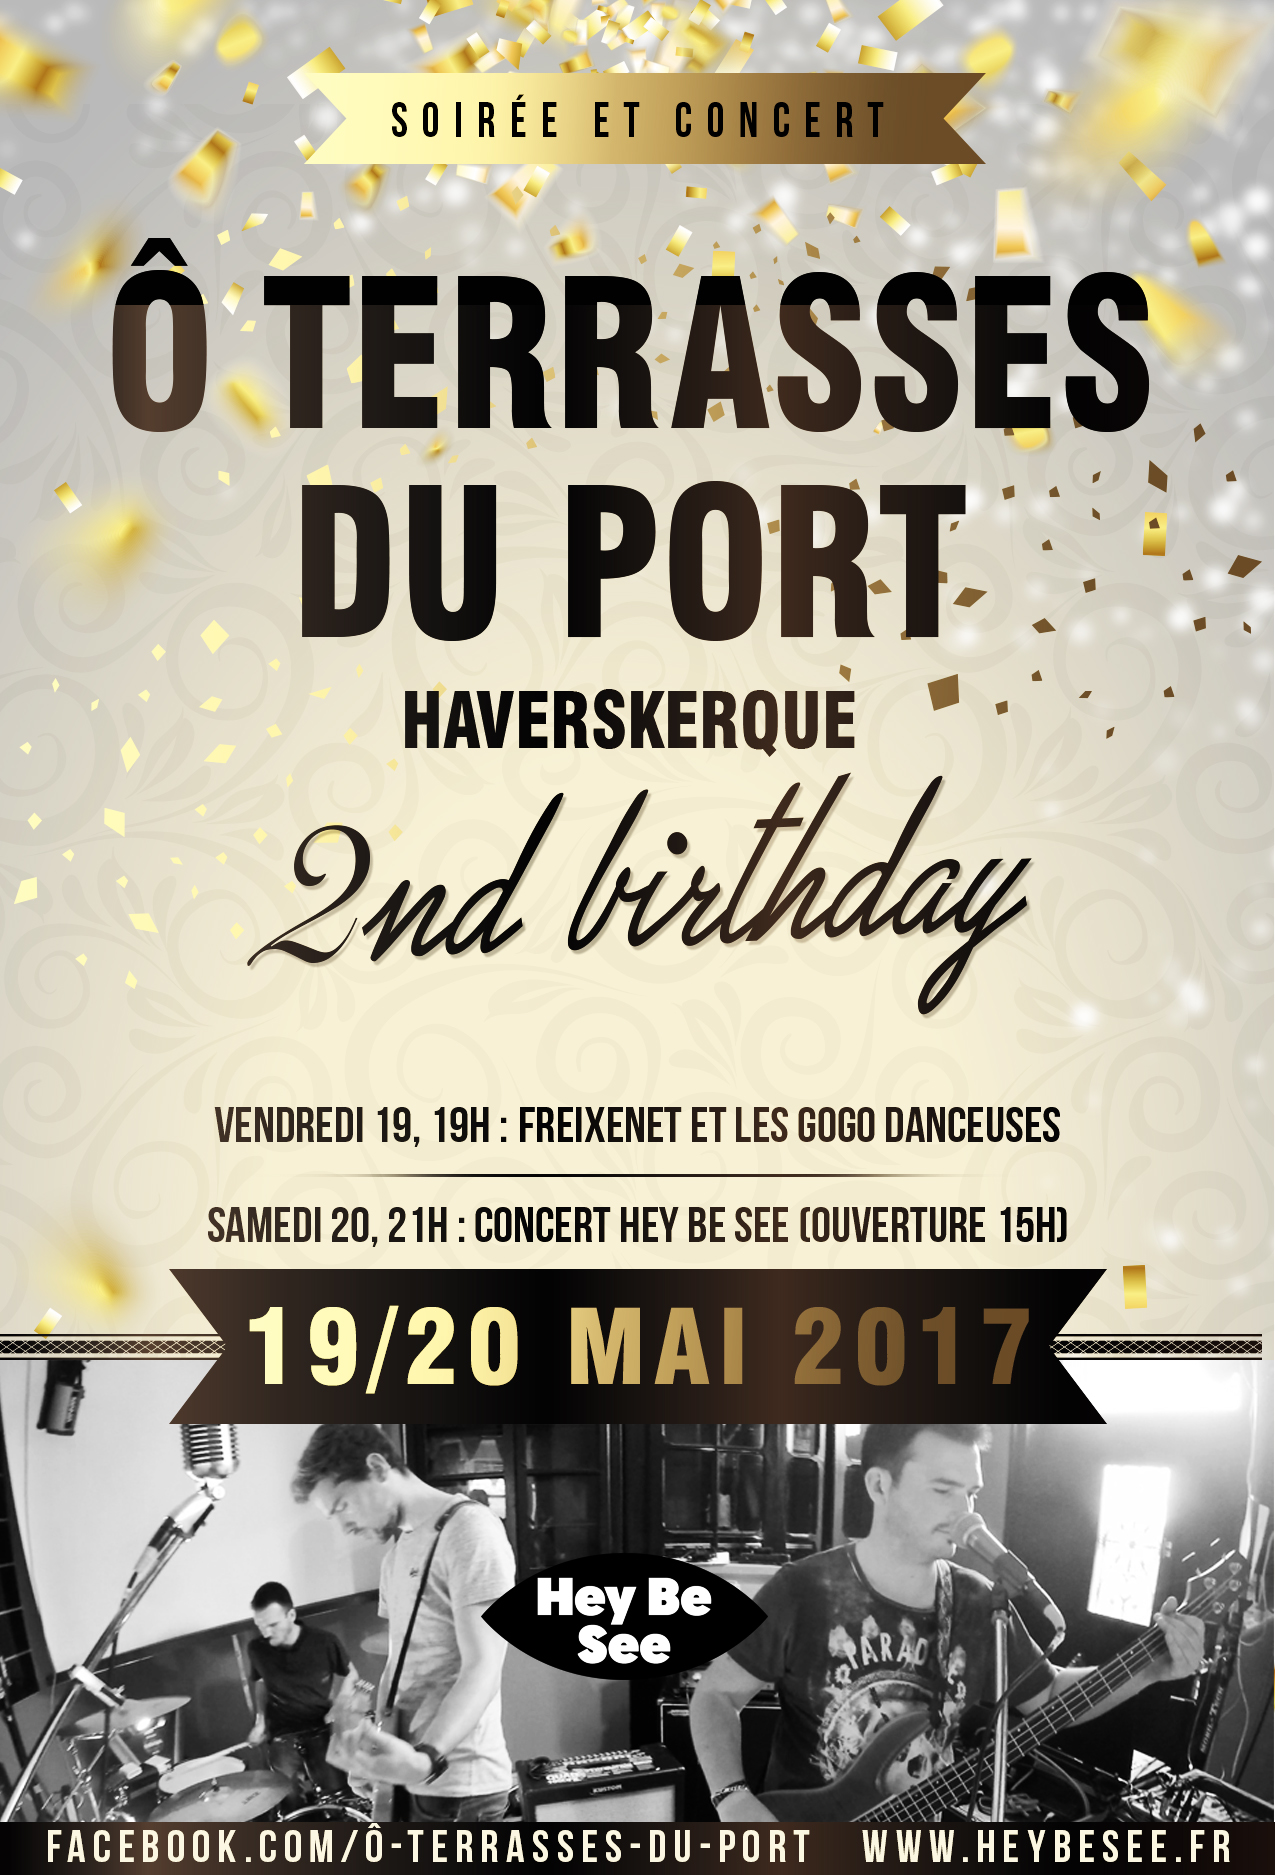 SOIRÉE ET CONCERT
Ô TERRASSES
DU PORT
HAVERSKERQUE
2nd birthday
VENDREDI 19, 19H : FREIXENET ET LES GOGO DANCEUSES
SAMEDI 20, 21H : CONCERT HEY BE SEE (OUVERTURE 15H)
19/20 MAI 2017
Hey Be
See
PARAD
KUSTOM
FACEBOOK.COM/Ô-TERRASSES-DU-PORT WWW.HEYBESEE.FR